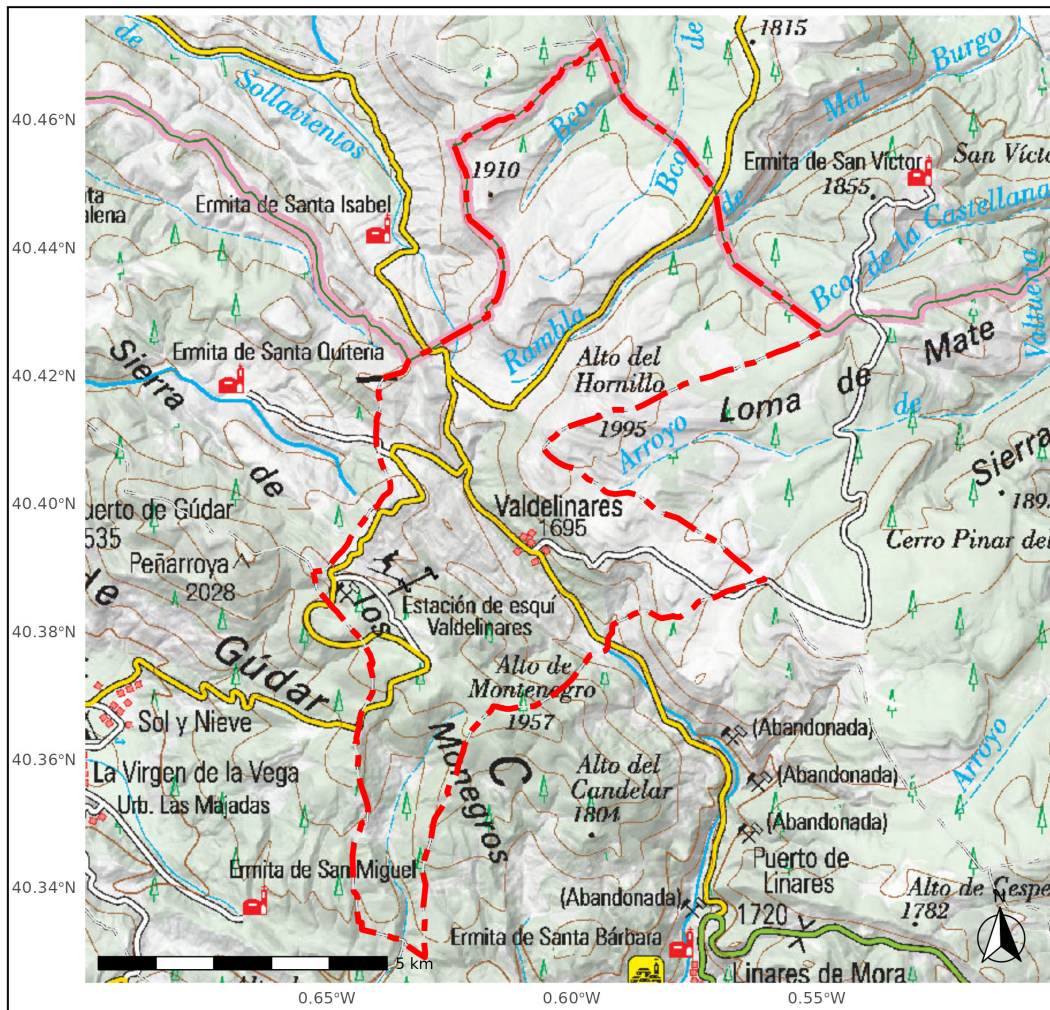 1815
de
de
Burgo
Mal
Sollavientos
Bco.
40.46°N
Bco.
Ermita de San Víctor
San Vícto
1910
1855
de
Ermita de Santa Isabel
Castellana
la
de
Bco.
40.44°N
Valtuerta
Rambla
Ermita de Santa Quiteria
Mate
40.42°N
Sierra
Alto del
Hornillo
de
Loma
1995
Arroyo
de
de
Sierra
40.40°N
uerto de Gúdar
535
Valdelinares
1695
Cerro Pinar del
Peñarroya
2028
de
los
Estación de esquí
Valdelinares
40.38°N
Gúdar
Alto de
Montenegro
1957
Sol y Nieve
Monegros
C
(Abandonada)
Arroyo
40.36°N
La Virgen de la Vega
Urb. Las Majadas
Alto del
Candelar
1804
(Abandonada)
(Abandonada)
Puerto de
Linares
Ermita de San Miguel
40.34°N
(Abandonada)
Alto de Cespe
1782
1720
N
Ermita de Santa Bárbara
5 km
Linares de Mora
0.65°W
0.60°W
0.55°W